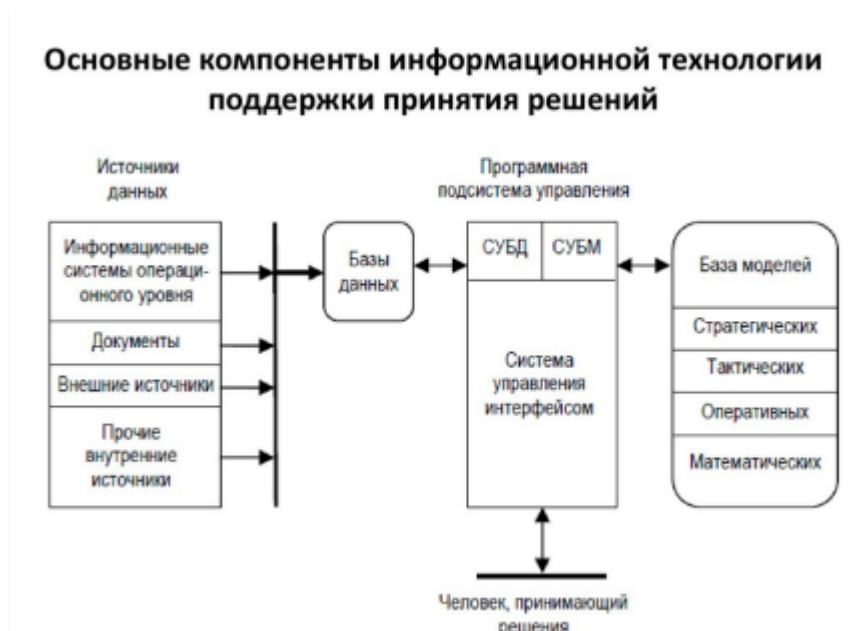 Основные компоненты информационной технологии
поддержки принятия решений
Источники
данных
Информационные
системы операци-
онного уровня
Документы
Внешние источники
Прочие
внутренние
источники
Базы
данных
Программная
подсистема управления
СУБД
СУБМ
Система
управления
интерфейсом
База моделей
Стратегических
Тактических
Оперативных
Математических
Человек, принимающий
решения